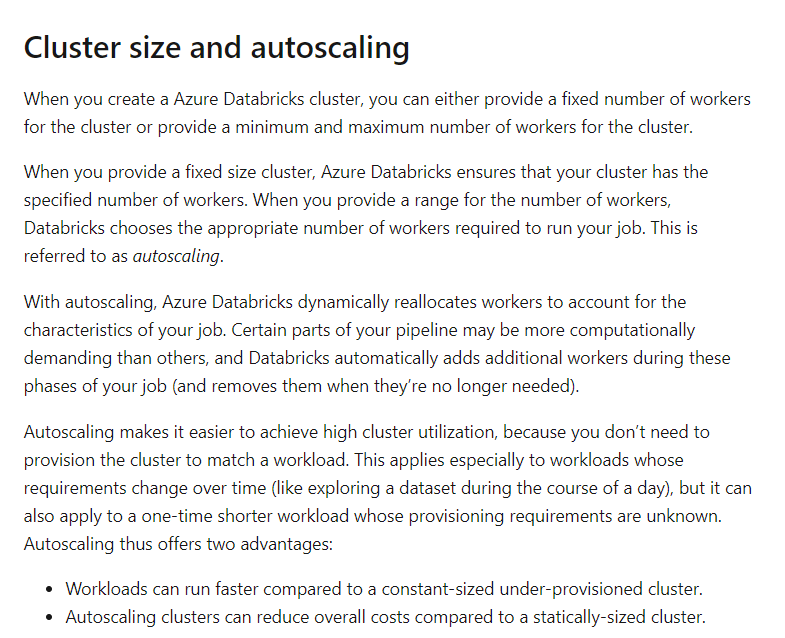 Cluster size and autoscaling
When you create a Azure Databricks cluster, you can either provide a fixed number of workers
for the cluster or provide a minimum and maximum number of workers for the cluster.
When you provide a fixed size cluster, Azure Databricks ensures that your cluster has the
specified number of workers. When you provide a range for the number of workers,
Databricks chooses the appropriate number of workers required to run your job. This is
referred to as autoscaling.
With autoscaling, Azure Databricks dynamically reallocates workers to account for the
characteristics of your job. Certain parts of your pipeline may be more computationally
demanding than others, and Databricks automatically adds additional workers during these
phases of your job (and removes them when they’re no longer needed).
Autoscaling makes it easier to achieve high cluster utilization, because you don’t need to
provision the cluster to match a workload. This applies especially to workloads whose
requirements change over time (like exploring a dataset during the course of a day), but it can
also apply to a one-time shorter workload whose provisioning requirements are unknown.
Autoscaling thus offers two advantages:
• Workloads can run faster compared to a constant-sized under-provisioned cluster.
• Autoscaling clusters can reduce overall costs compared to a statically-sized cluster.